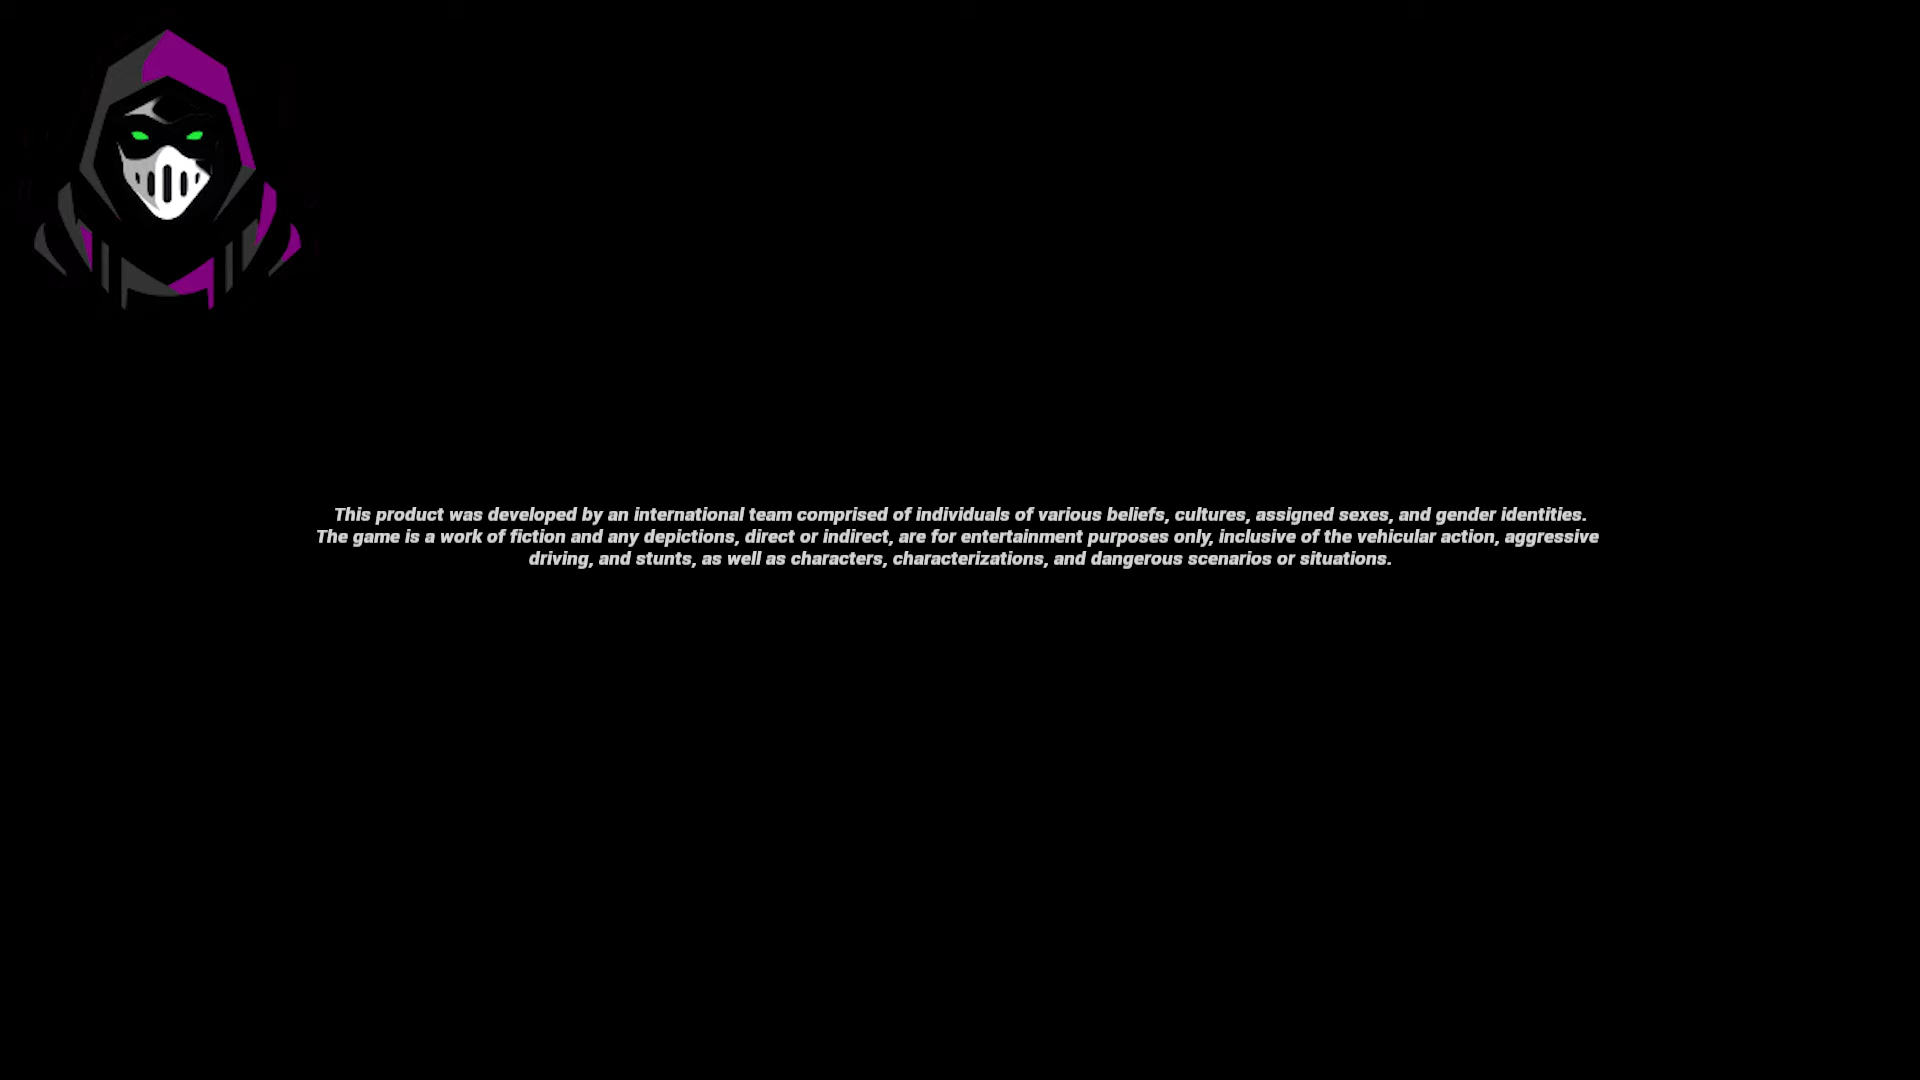 This product was developed by an international team comprised of individuals of various beliefs, cultures, assigned sexes, and gender identities.
The game is a work of fiction and any depictions, direct or indirect, are for entertainment purposes only, inclusive of the vehicular action, aggressive
driving, and stunts, as well as characters, characterizations, and dangerous scenarios or situations.